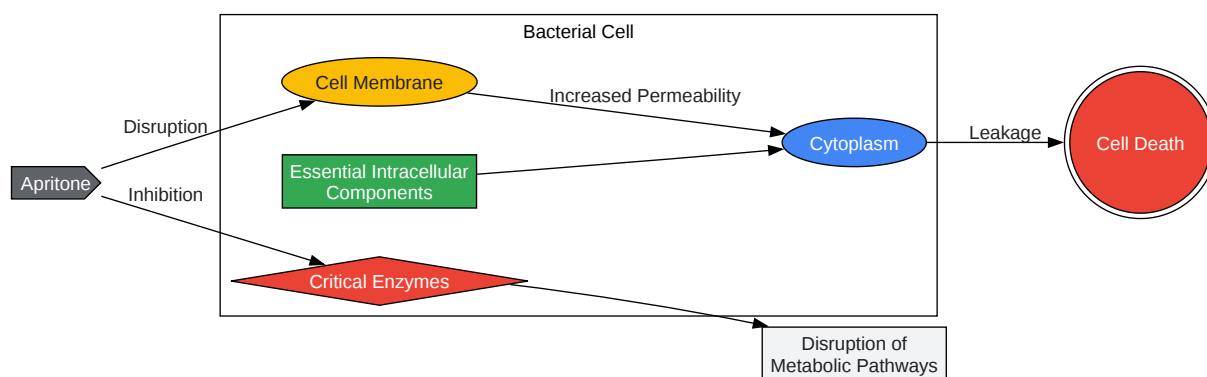 Bacterial Cell
Cell Membrane
Increased Permeability
Disruption
Cytoplasm
Leakage
Cell Death
Essential Intracellular
Components
Apritone
Inhibition
Critical Enzymes
Disruption of
Metabolic Pathways